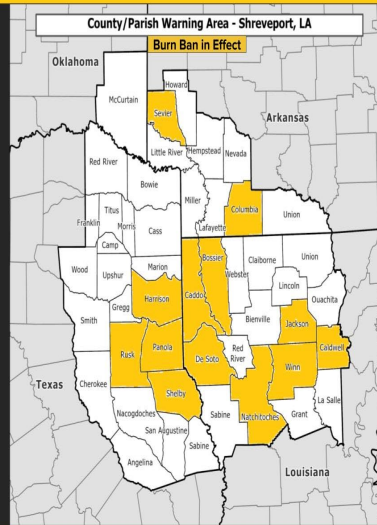 County/Parish Warning Area - Shreveport, LA
Burn Ban in Effect
Oklahoma
Howard
McCurtain
Sevier
Arkansas
Little River
Hempstead
Nevada
Red River
Bowie
Miller
Lafayette
Columbia
Union
Franklin
Titus
Morris
Cass
Camp
Wood
Upshur
Marion
Harrison
Gregg
Smith
Caddo
Bossier
Webster
Claiborne
Union
Lincoln
Ouachita
Bienville
Jackson
Rusk
Panola
De Soto
Red
River
Winn
Caldwell
Texas
Cherokee
Shelby
Natchitoches
La Salle
Nacogdoches
Sabine
Grant
San Augustine
Sabine
Angelina
Louisiana